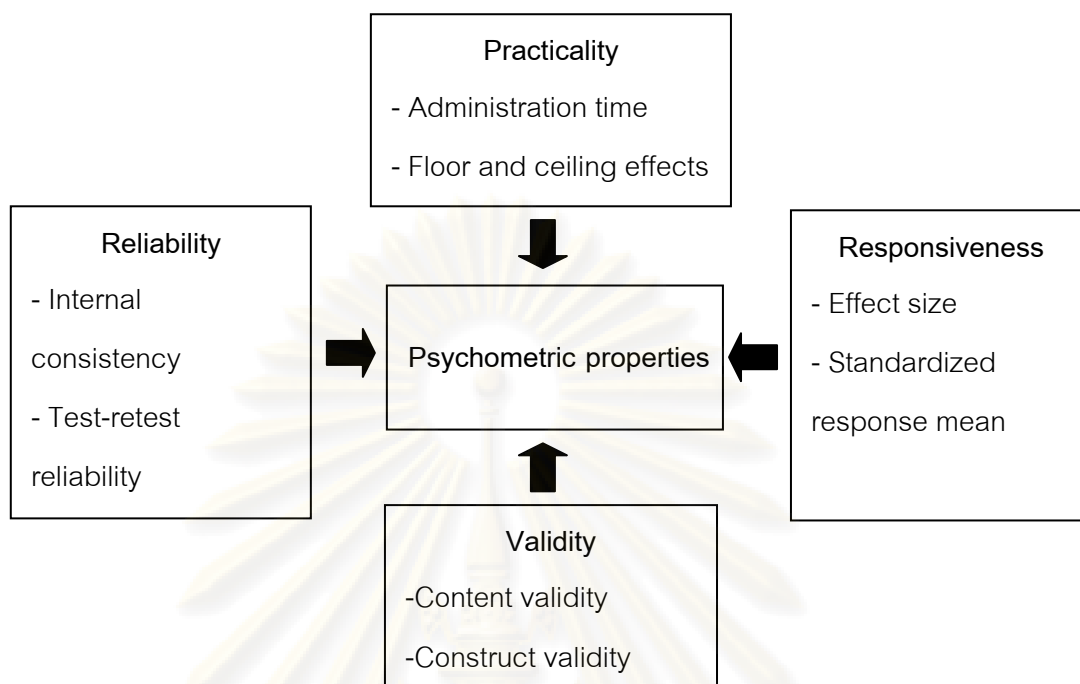 Practicality
- Administration time
- Floor and ceiling effects
Reliability
- Internal
consistency
- Test-retest
reliability
Psychometric properties
Responsiveness
- Effect size
- Standardized
response mean
Validity
-Content validity
-Construct validity